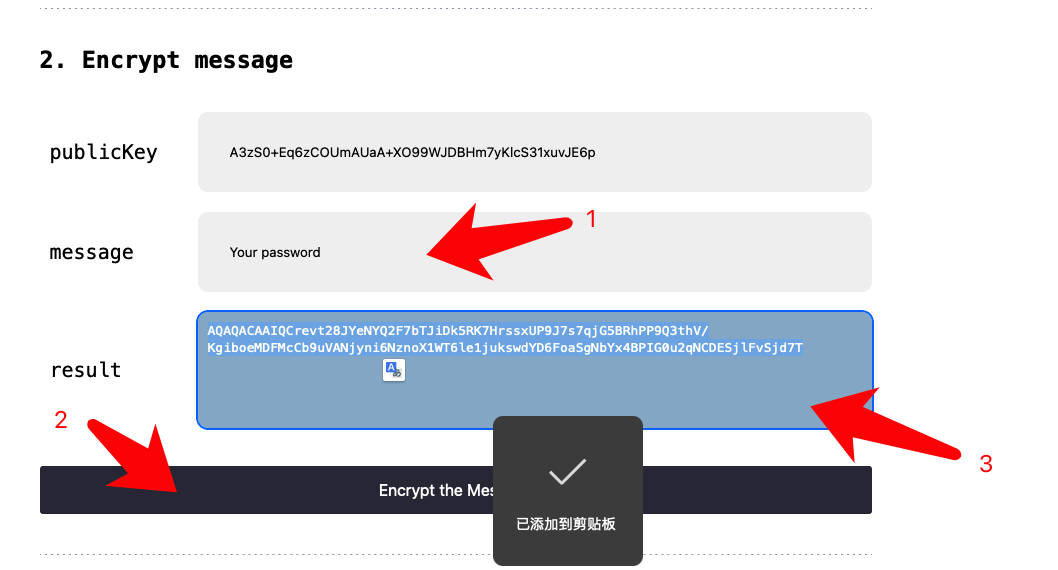 2. Encrypt message
publicKey
A3zS0+Eq6zCOUmAUaA+XO99WJDBHm7yKlcS31xuvJE6p
1
message
Your password
AQAQACAAIQCrevt28JYeNYQ2F7bTJiDk5RK7HrssxUP9J7s7qjG5BRhPP9Q3thV/
KgiboeMDFMcCb9uVANjyni6NznoX1WT6le1jukswdYD6FoaSgNbYx4BPIG0u2qNCDESjlFvSjd7T
result
2
3
Encrypt the Mes
已添加到剪贴板